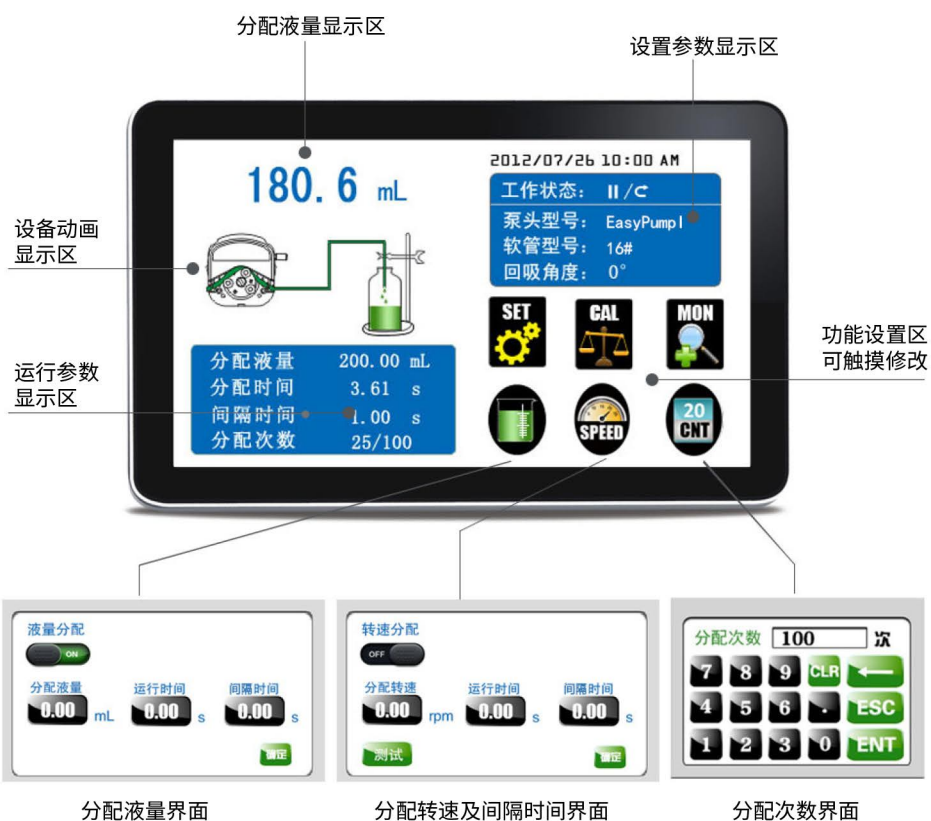 分配液量显示区
设置参数显示区
2012/07/26 10:00 AM
180.6 mL
工作状态： II/
泵头型号： EasyPumpI
软管型号： 16#
回吸角度： 0°
设备动画
显示区
SET
CAL
MON
功能设置区
可触摸修改
运行参数
显示区
分配液量 200.00 mL
分配时间 3.61 s
间隔时间 1.00 s
分配次数 25/100
SPEED
20
CNT
液量分配
ON
分配液量 运行时间 间隔时间
0.00 mL 0.00 s 0.00 s
确定
转速分配
OFF
分配转速 运行时间 间隔时间
0.00 rpm 0.00 s 0.00 s
测试 确定
分配次数 100 次
7 8 9 CLR ←
4 5 6 . ESC
1 2 3 0 ENT
分配液量界面
分配转速及间隔时间界面
分配次数界面